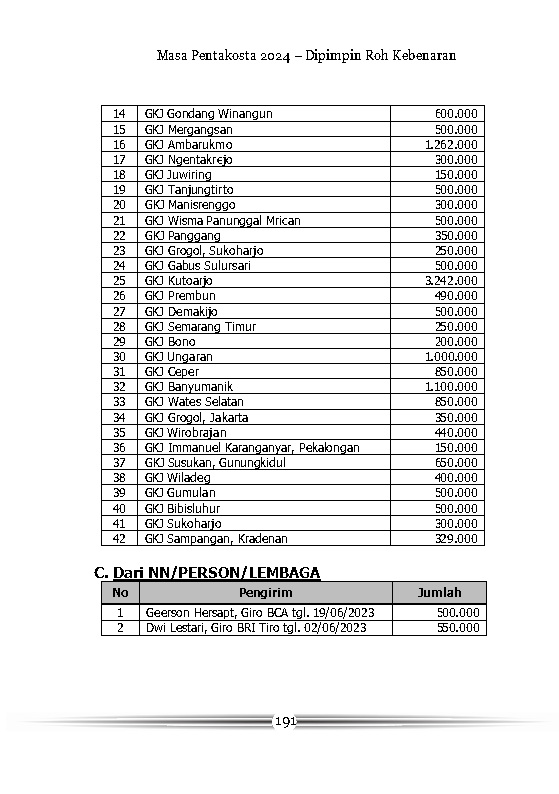 Masa Pentakosta 2024 – Dipimpin Roh Kebenaran
14 GKJ Gondang Winangun 600.000
15 GKJ Mergangsan 500.000
16 GKJ Ambarukmo 1.262.000
17 GKJ Ngentakrejo 300.000
18 GKJ Juwiring 150.000
19 GKJ Tanjungtirto 500.000
20 GKJ Manisrenggo 300.000
21 GKJ Wisma Panunggal Mrican 500.000
22 GKJ Panggang 350.000
23 GKJ Grogol, Sukoharjo 250.000
24 GKJ Gabus Sulursari 500.000
25 GKJ Kutoarjo 3.242.000
26 GKJ Prembun 490.000
27 GKJ Demakijo 500.000
28 GKJ Semarang Timur 250.000
29 GKJ Bono 200.000
30 GKJ Ungaran 1.000.000
31 GKJ Ceper 850.000
32 GKJ Banyumanik 1.100.000
33 GKJ Wates Selatan 850.000
34 GKJ Grogol, Jakarta 350.000
35 GKJ Wirobrajan 440.000
36 GKJ Immanuel Karanganyar, Pekalongan 150.000
37 GKJ Susukan, Gunungkidul 650.000
38 GKJ Wiladeg 400.000
39 GKJ Gumulan 500.000
40 GKJ Bibisluhur 500.000
41 GKJ Sukoharjo 300.000
42 GKJ Sampangan, Kradenan 329.000
C. Dari NN/PERSON/LEMBAGA
No Pengirim Jumlah
1 Geerson Hersapt, Giro BCA tgl. 19/06/2023 500.000
2 Dwi Lestari, Giro BRI Tiro tgl. 02/06/2023 550.000
191